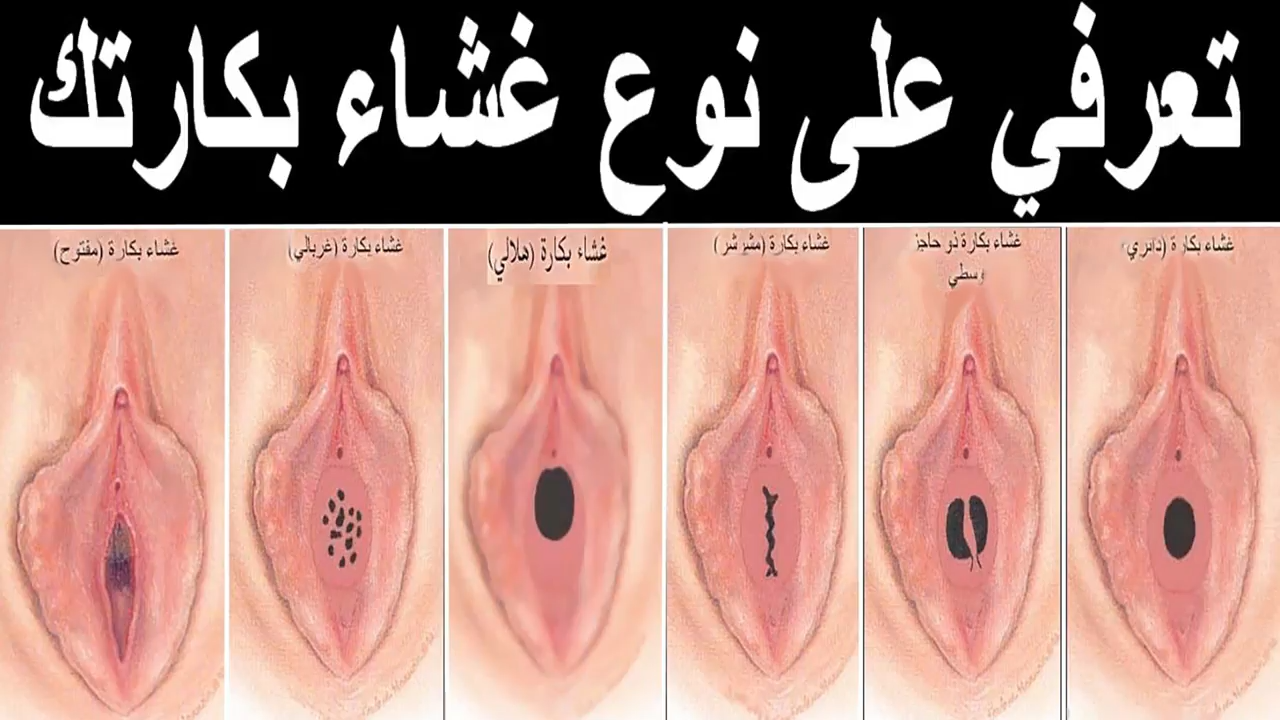 تعرفي على نوع غشاء بكارتك
غشاء بكارة (دائري)
غشاء بكارة ذو حاجز
وسطي
غشاء بكارة (مشرشر)
غشاء بكارة (هلالي)
غشاء بكارة (غربالي)
غشاء بكارة (مفتوح)